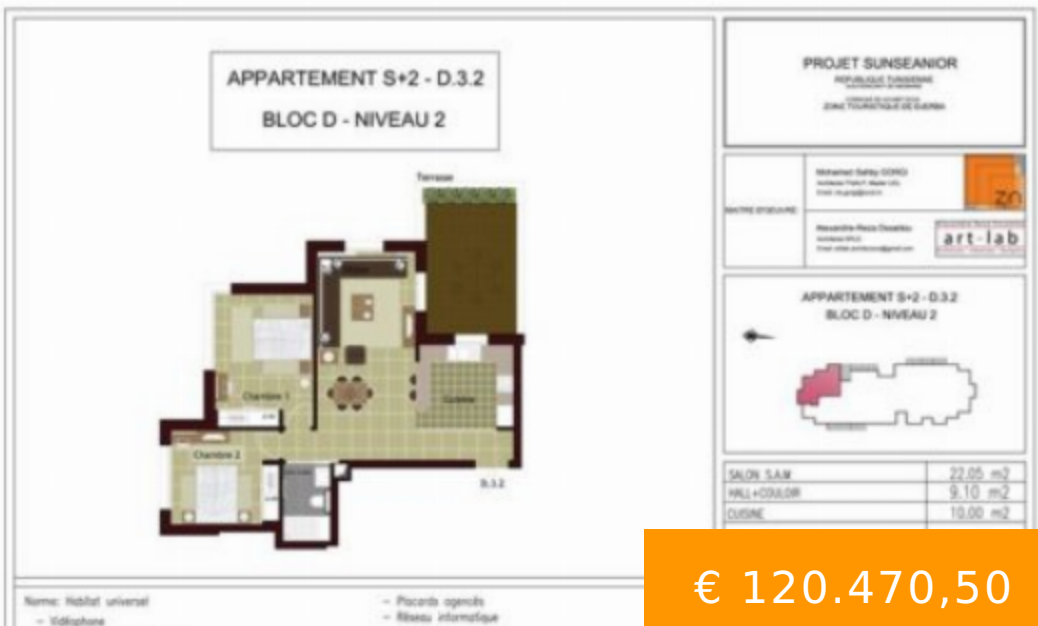 APPARTEMENT S+2 - D.3.2
BLOC D - NIVEAU 2
Terrasse
Chambre 1
Cuisine
Chambre 2
D.3.2
PROJET SUNSEANIOR
REPUBLIQUE TUNISIENNE
ZONE TOURISTIQUE DE DJERBA
MAITRE D'OEUVRE
Mohamed
art-lab
APPARTEMENT S+2 - D.3.2
BLOC D - NIVEAU 2
SALON S.A.M 22.05 m2
HALL+COULOIR 9.10 m2
CUISINE 10.00 m2
Norme: Habitat universel
- Vidéophone
- Placards agencés
- Réseau informatique
€ 120.470,50